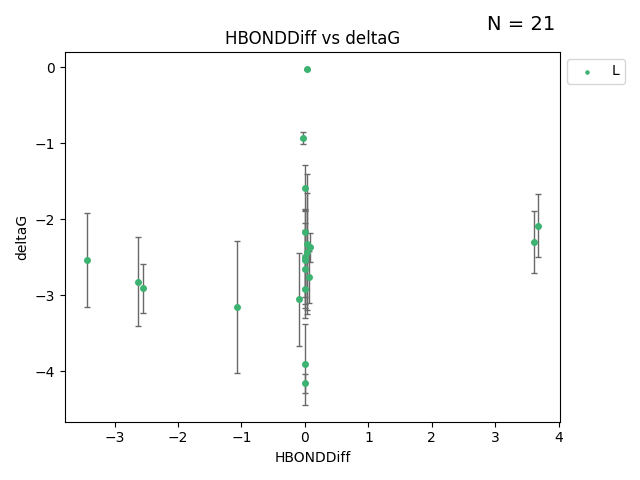 N = 21
HBONDDiff vs deltaG
L
deltaG
0
−1
−2
−3
−4
−3 −2 −1 0 1 2 3 4
HBONDDiff